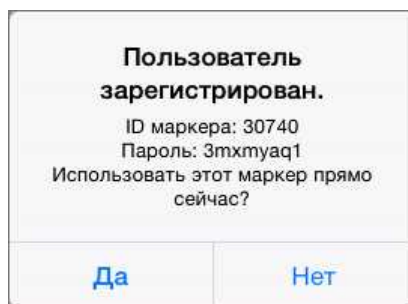 Пользователь
зарегистрирован.
ID маркера: 30740
Пароль: 3mxmyaq1
Использовать этот маркер прямо
сейчас?
Да Нет